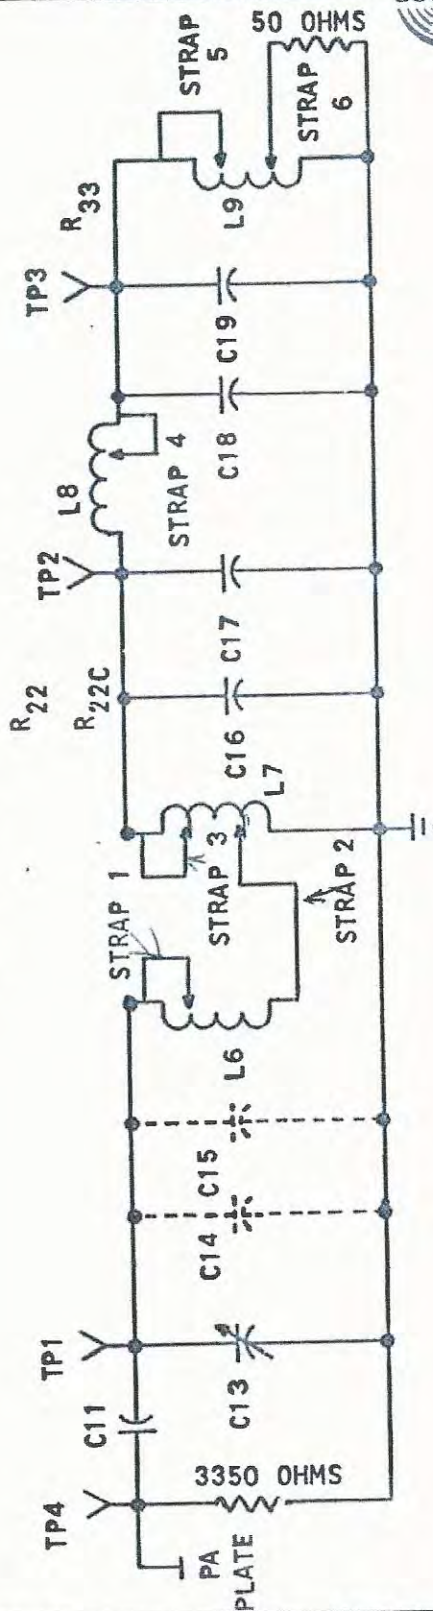 50 OHMS
STRAP
5
STRAP
6
R33
L9
TP3
C19
C18
L8
STRAP 4
TP2
C17
R22
R22C
C16
L7
STRAP 1
STRAP 3
STRAP 2
L6
C15
C14
TP1
C13
C11
3350 OHMS
TP4
PA
PLATE